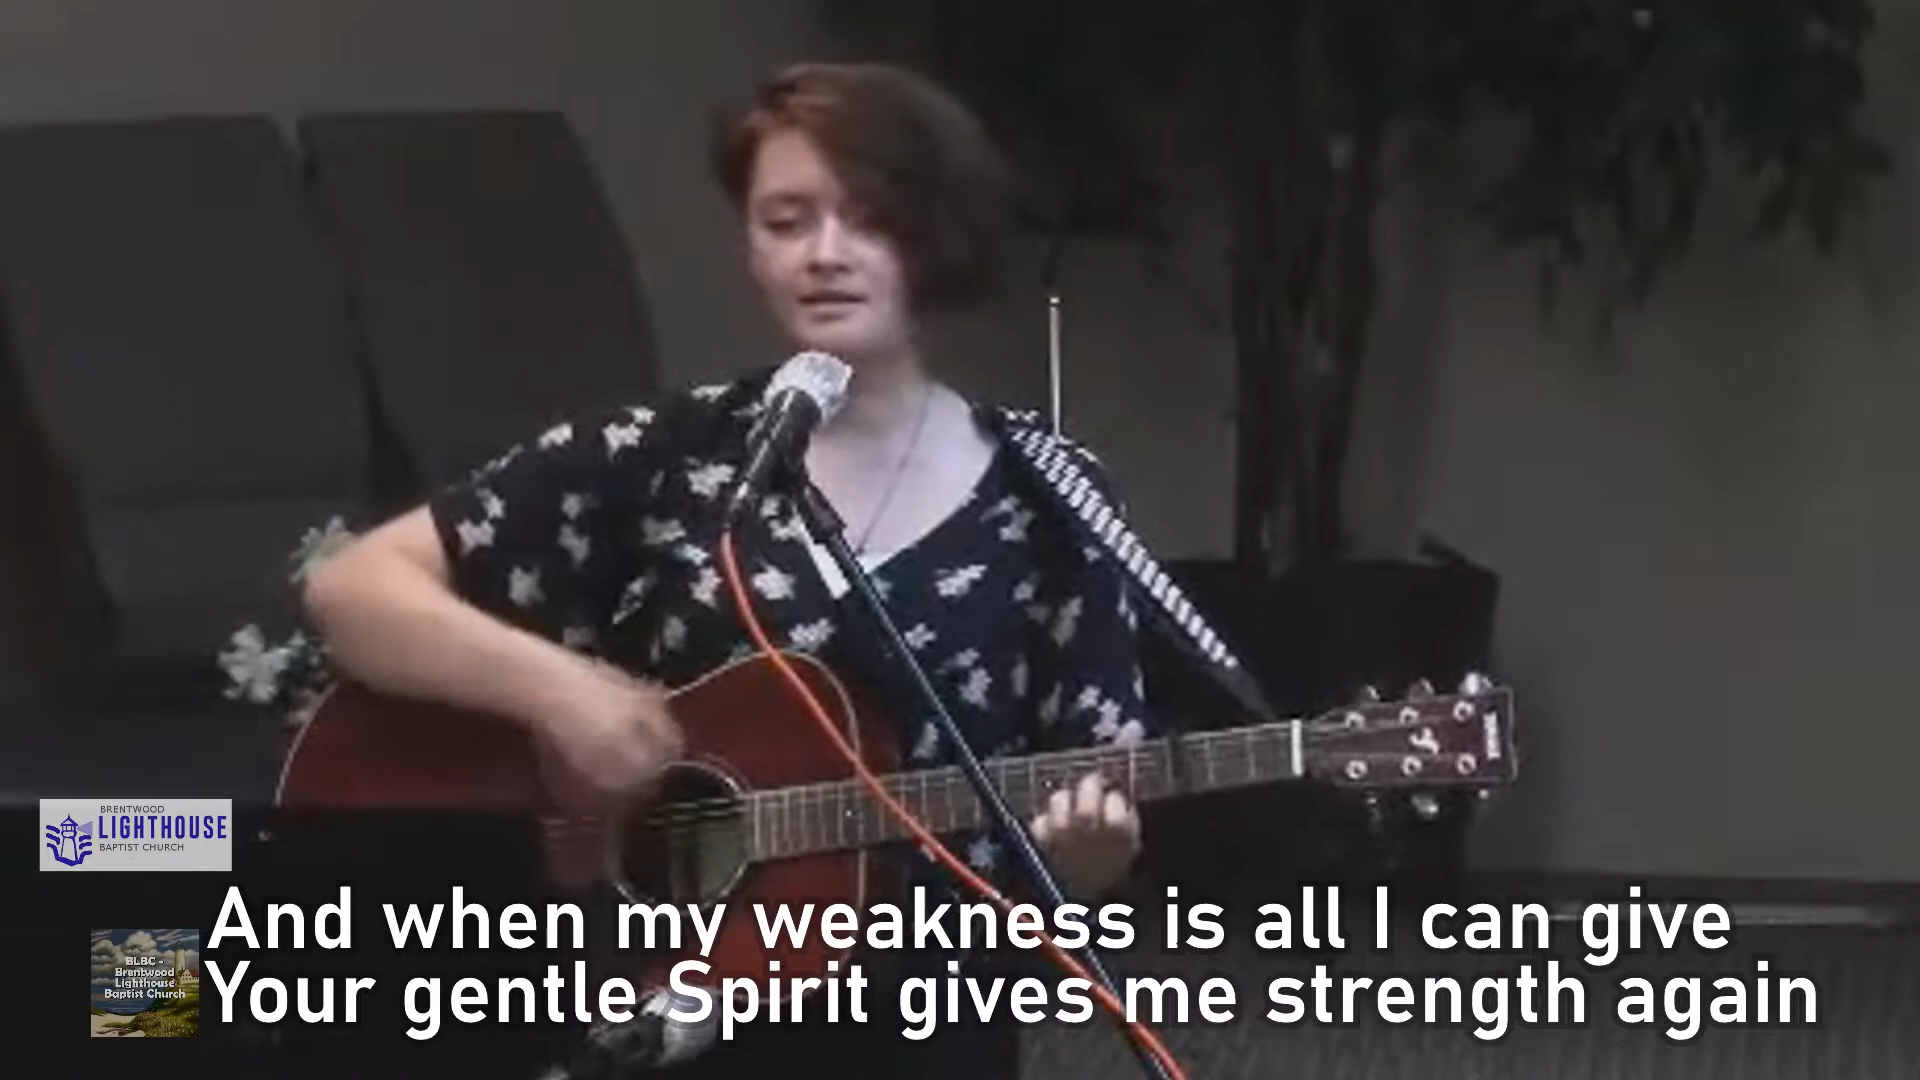 BRENTWOOD
LIGHTHOUSE
BAPTIST CHURCH
And when my weakness is all I can give
Your gentle Spirit gives me strength again
BLBC -
Brentwood
Lighthouse
Baptist Church